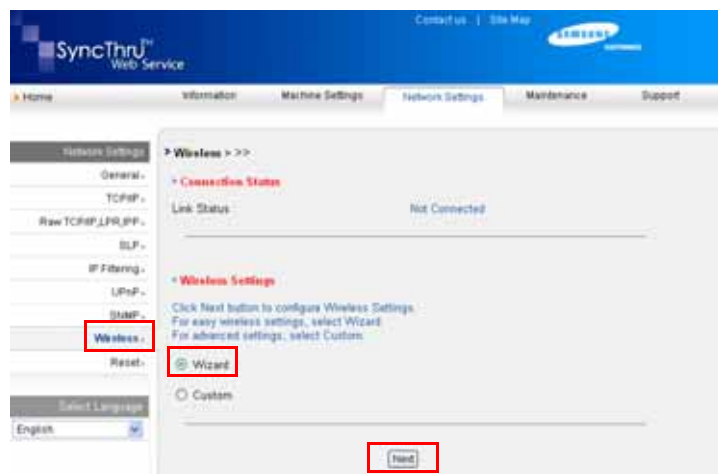 Contact us | Site Map
SAMSUNG
ELECTRONICS
SyncThru™
Web Service
Home
Information
Machine Settings
Network Settings
Maintenance
Support
Network Settings
General
TCP/IP
Raw TCP/IP,LPR,IPP
SLP
IP Filtering
UPnP
SNMP
Wireless
Reset
Select Language
English
Wireless > >>
Connection Status
Link Status
Not Connected
Wireless Settings
Click Next button to configure Wireless Settings.
For easy wireless settings, select Wizard.
For advanced settings, select Custom.
Wizard
Custom
Next